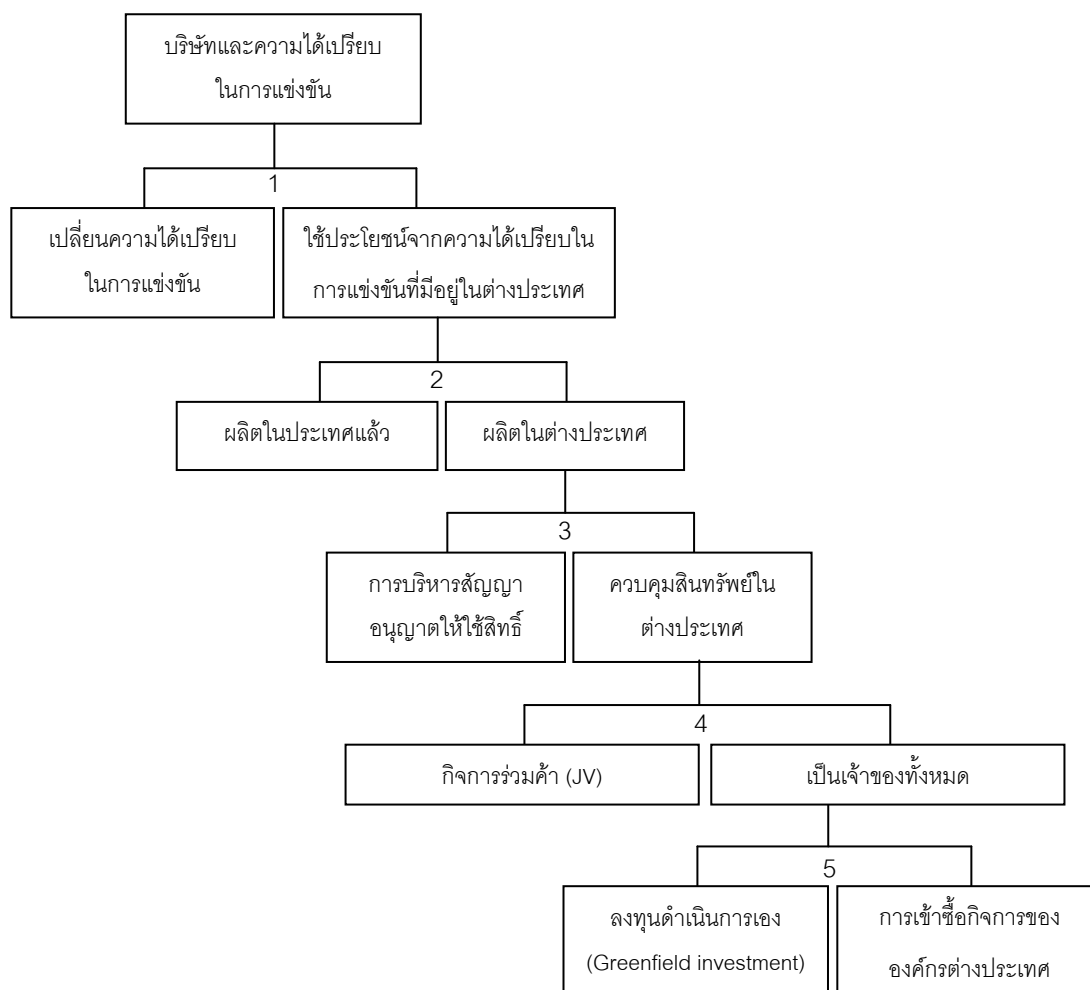 บริษัทและความได้เปรียบ
ในการแข่งขัน
1
เปลี่ยนความได้เปรียบ
ในการแข่งขัน
ใช้ประโยชน์จากความได้เปรียบใน
การแข่งขันที่มีอยู่ในต่างประเทศ
2
ผลิตในประเทศแล้ว
ผลิตในต่างประเทศ
3
การบริหารสัญญา
อนุญาตให้ใช้สิทธิ์
ควบคุมสินทรัพย์ใน
ต่างประเทศ
4
กิจการร่วมค้า (JV)
เป็นเจ้าของทั้งหมด
5
ลงทุนดำเนินการเอง
(Greenfield investment)
การเข้าซื้อกิจการของ
องค์กรต่างประเทศ